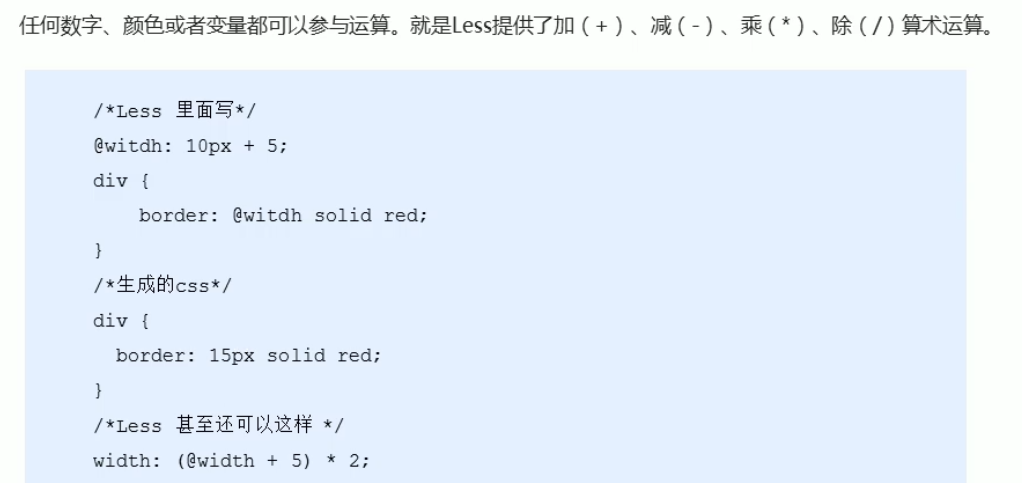 任何数字、颜色或者变量都可以参与运算。就是Less提供了加（+）、减（-）、乘（*）、除（/）算术运算。
/*Less 里面写*/
@witdh: 10px + 5;
div {
    border: @witdh solid red;
}
/*生成的css*/
div {
  border: 15px solid red;
}
/*Less 甚至还可以这样 */
width: (@width + 5) * 2;